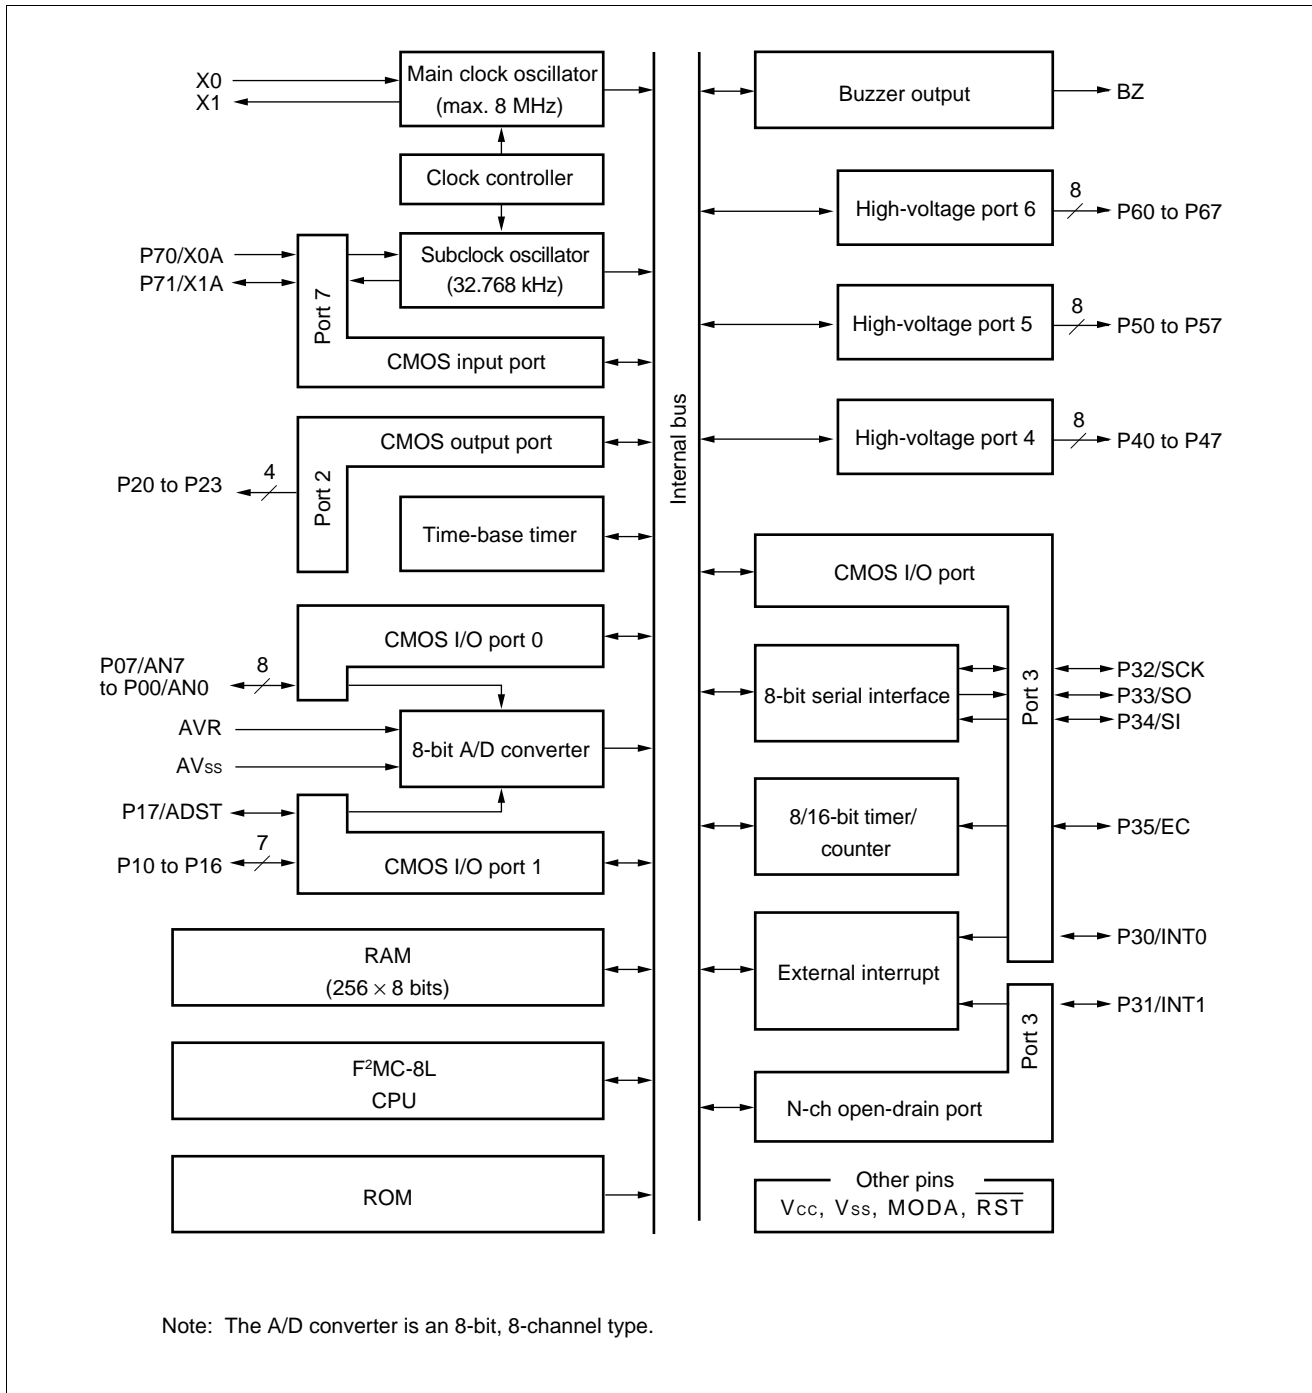 X0
X1
Main clock oscillator
(max. 8 MHz)
Clock controller
P70/X0A
P71/X1A
Port 7
Subclock oscillator
(32.768 kHz)
CMOS input port
CMOS output port
P20 to P23
4
Port 2
Time-base timer
CMOS I/O port 0
P07/AN7
to P00/AN0
8
AVR
AVss
8-bit A/D converter
P17/ADST
P10 to P16
7
CMOS I/O port 1
RAM
(256 × 8 bits)
F²MC-8L
CPU
ROM
Internal bus
Buzzer output
BZ
High-voltage port 6
8
P60 to P67
High-voltage port 5
8
P50 to P57
High-voltage port 4
8
P40 to P47
CMOS I/O port
8-bit serial interface
Port 3
P32/SCK
P33/SO
P34/SI
8/16-bit timer/
counter
P35/EC
External interrupt
P30/INT0
P31/INT1
Port 3
N-ch open-drain port
Other pins
Vcc, Vss, MODA, RST
Note: The A/D converter is an 8-bit, 8-channel type.